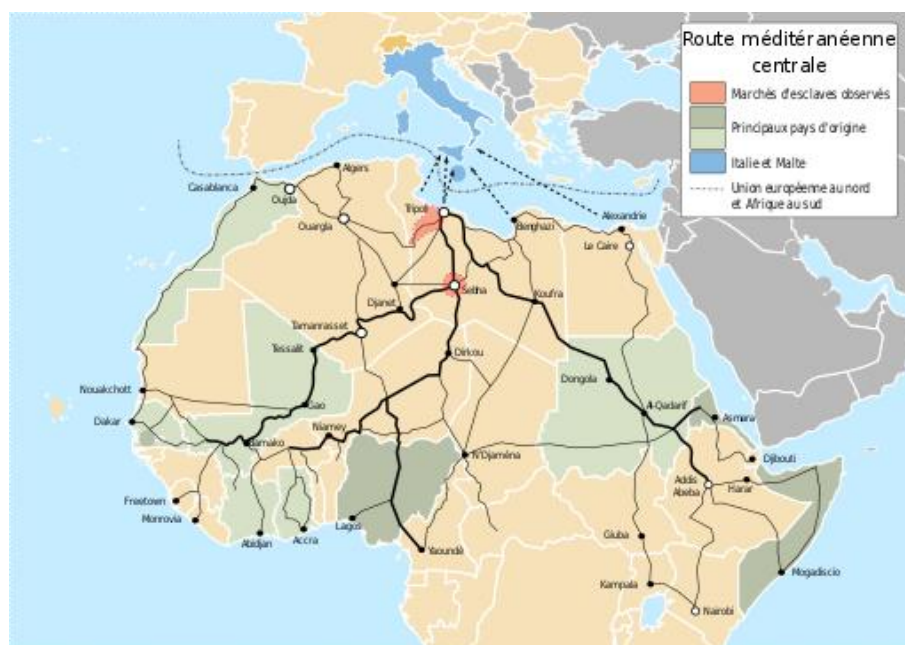 Route méditéranéenne
centrale
Marchés d'esclaves observés
Principaux pays d'origine
Italie et Malte
Union européenne au nord
et Afrique au sud
Algers
Casablanca
Oujda
Ouargla
Tripoli
Benghazi
Alexandrie
Le Caire
Sebha
Koufra
Djanet
Tamanrasset
Tessalit
Dirkou
Nouakchott
Dongola
Gao
Al-Qadarif
Dakar
Asmara
Niamey
Bamako
N'Djaména
Djibouti
Addis
Abeba
Harar
Freetown
Monrovia
Lagos
Abidjan
Accra
Yaoundè
Giuba
Mogadiscio
Kampala
Nairobi